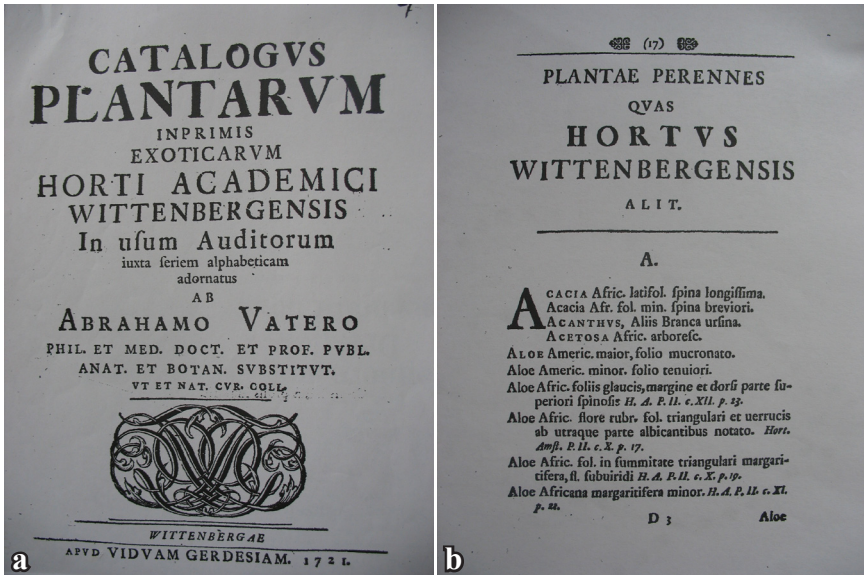 CATALOGVS
PLANTARVM
INPRIMIS
EXOTICARVM
HORTI ACADEMICI
WITTENBERGENSIS
In uſum Auditorum
iuxta ſeriem alphabeticam
adornatus
AB
ABRAHAMO VATERO
PHIL. ET MED. DOCT. ET PROF. PVBL.
ANAT. ET BOTAN. SVBSTITVT.
VT ET NAT. CVR. COLL.
WITTENBERGAE
APVD VIDVAM GERDESIAM. 1721.
a
(17)
PLANTAE PERENNES
QVAS
HORTVS
WITTENBERGENSIS
ALIT.
A.
ACACIA Afric. latifol. ſpina longiſſima.
Acacia Afr. fol. min. ſpina breviori.
ACANTHVS, Aliis Branca urſina.
ACETOSA Afric. arboreſc.
ALOE Americ. maior, folio mucronato.
Aloe Americ. minor. folio tenuiori.
Aloe Afric. foliis glaucis, margine et dorſi parte ſu-
periori ſpinoſis H. A. P. II. c. XII. p. 23.
Aloe Afric. flore rubr. fol. triangulari et uerrucis
ab utraque parte albicantibus notato. Hort.
Amſt. P. II. c. X. p. 17.
Aloe Afric. fol. in ſummitate triangulari margari-
tifera, fl. ſubuiridi H. A. P. II. c. X. p. 19.
Aloe Africana margaritifera minor. H. A. P. II. c. XI.
p. 21.
D 3 Aloe
b